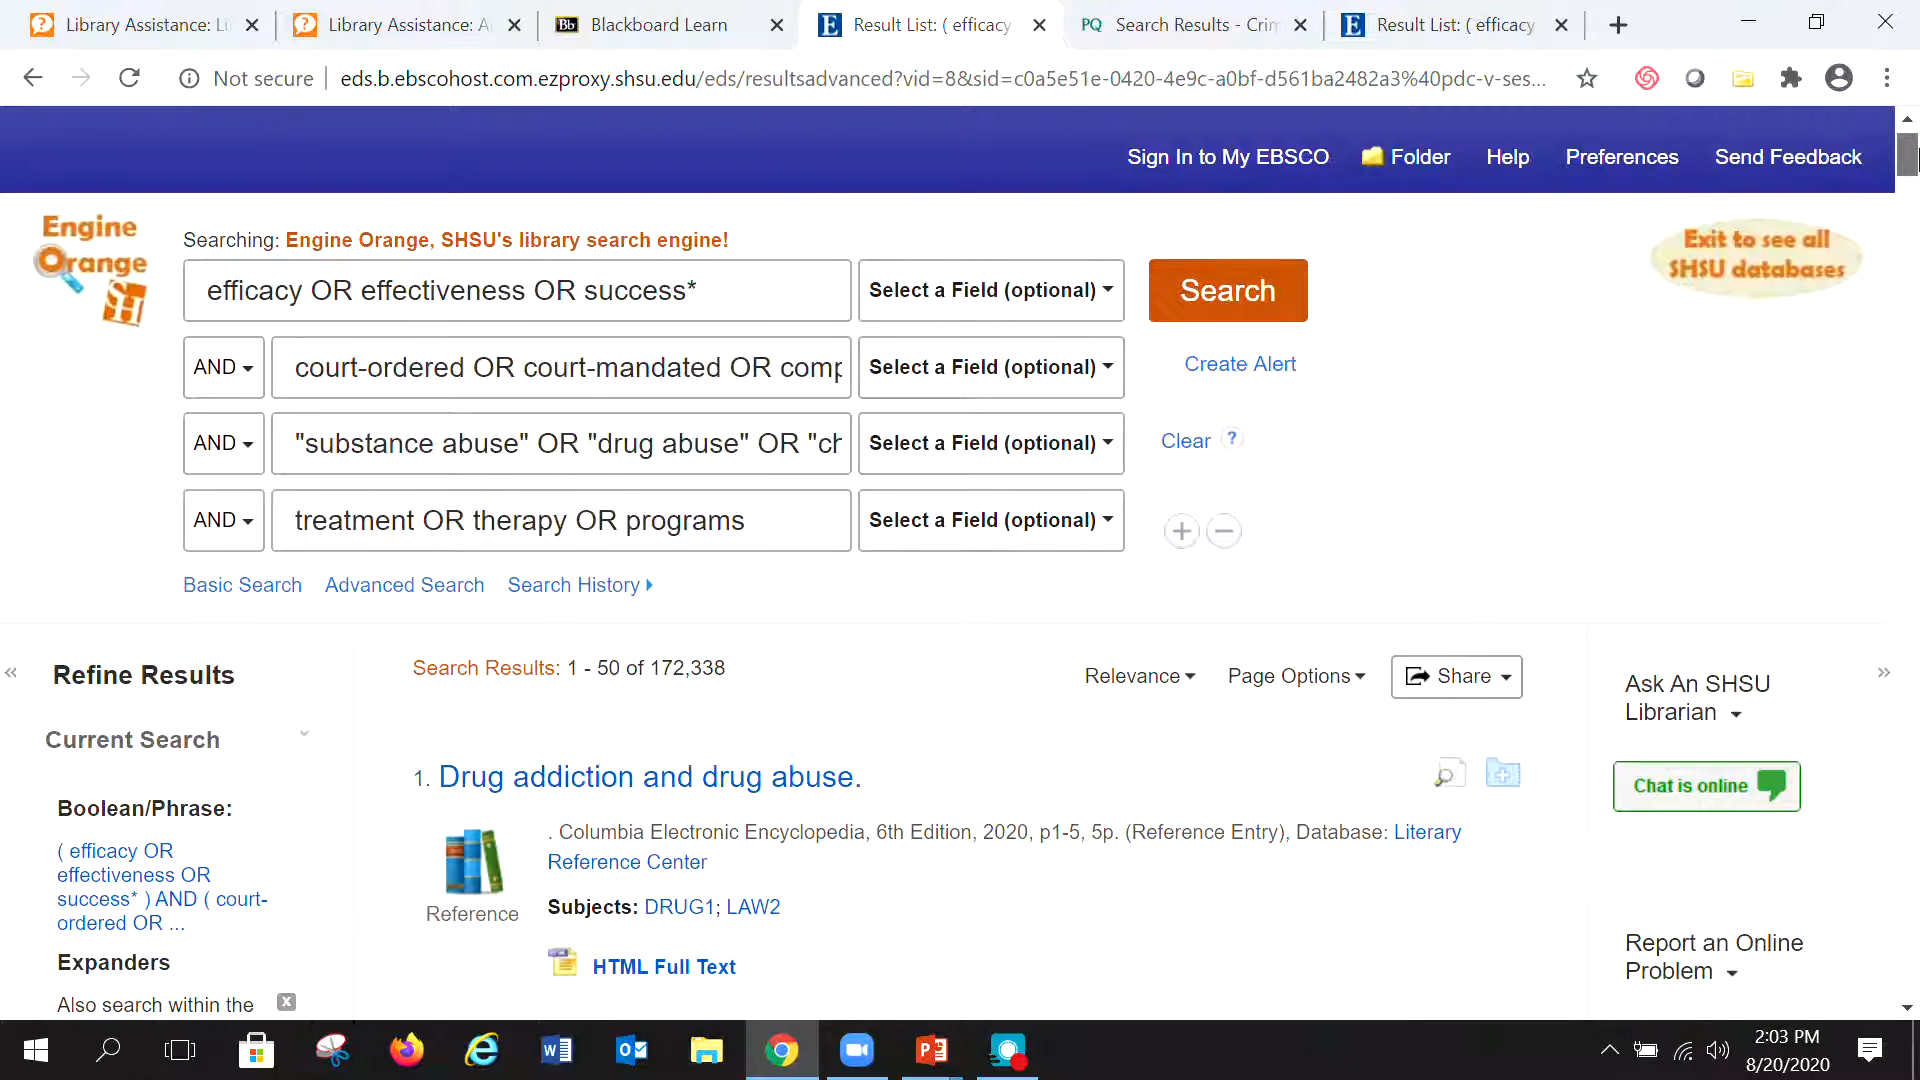 Library Assistance: Li
Library Assistance: A
Blackboard Learn
Result List: ( efficacy
PQ Search Results - Crim
Result List: ( efficacy
Not secure | eds.b.ebscohost.com.ezproxy.shsu.edu/eds/resultsadvanced?vid=8&sid=c0a5e51e-0420-4e9c-a0bf-d561ba2482a3%40pdc-v-ses...
Sign In to My EBSCO Folder Help Preferences Send Feedback
Engine
Orange
Searching: Engine Orange, SHSU's library search engine!
Exit to see all
SHSU databases
efficacy OR effectiveness OR success* Select a Field (optional) Search
AND court-ordered OR court-mandated OR comp Select a Field (optional) Create Alert
AND "substance abuse" OR "drug abuse" OR "ch Select a Field (optional) Clear ?
AND treatment OR therapy OR programs Select a Field (optional)
Basic Search Advanced Search Search History
« Refine Results
Search Results: 1 - 50 of 172,338
Relevance Page Options Share
Ask An SHSU
Librarian
»
Current Search
1. Drug addiction and drug abuse.
Chat is online
Boolean/Phrase:
( efficacy OR
effectiveness OR
success* ) AND ( court-
ordered OR ...
. Columbia Electronic Encyclopedia, 6th Edition, 2020, p1-5, 5p. (Reference Entry), Database: Literary
Reference Center
Reference
Subjects: DRUG1; LAW2
HTML Full Text
Report an Online
Problem
Expanders
Also search within the
2:03 PM
8/20/2020